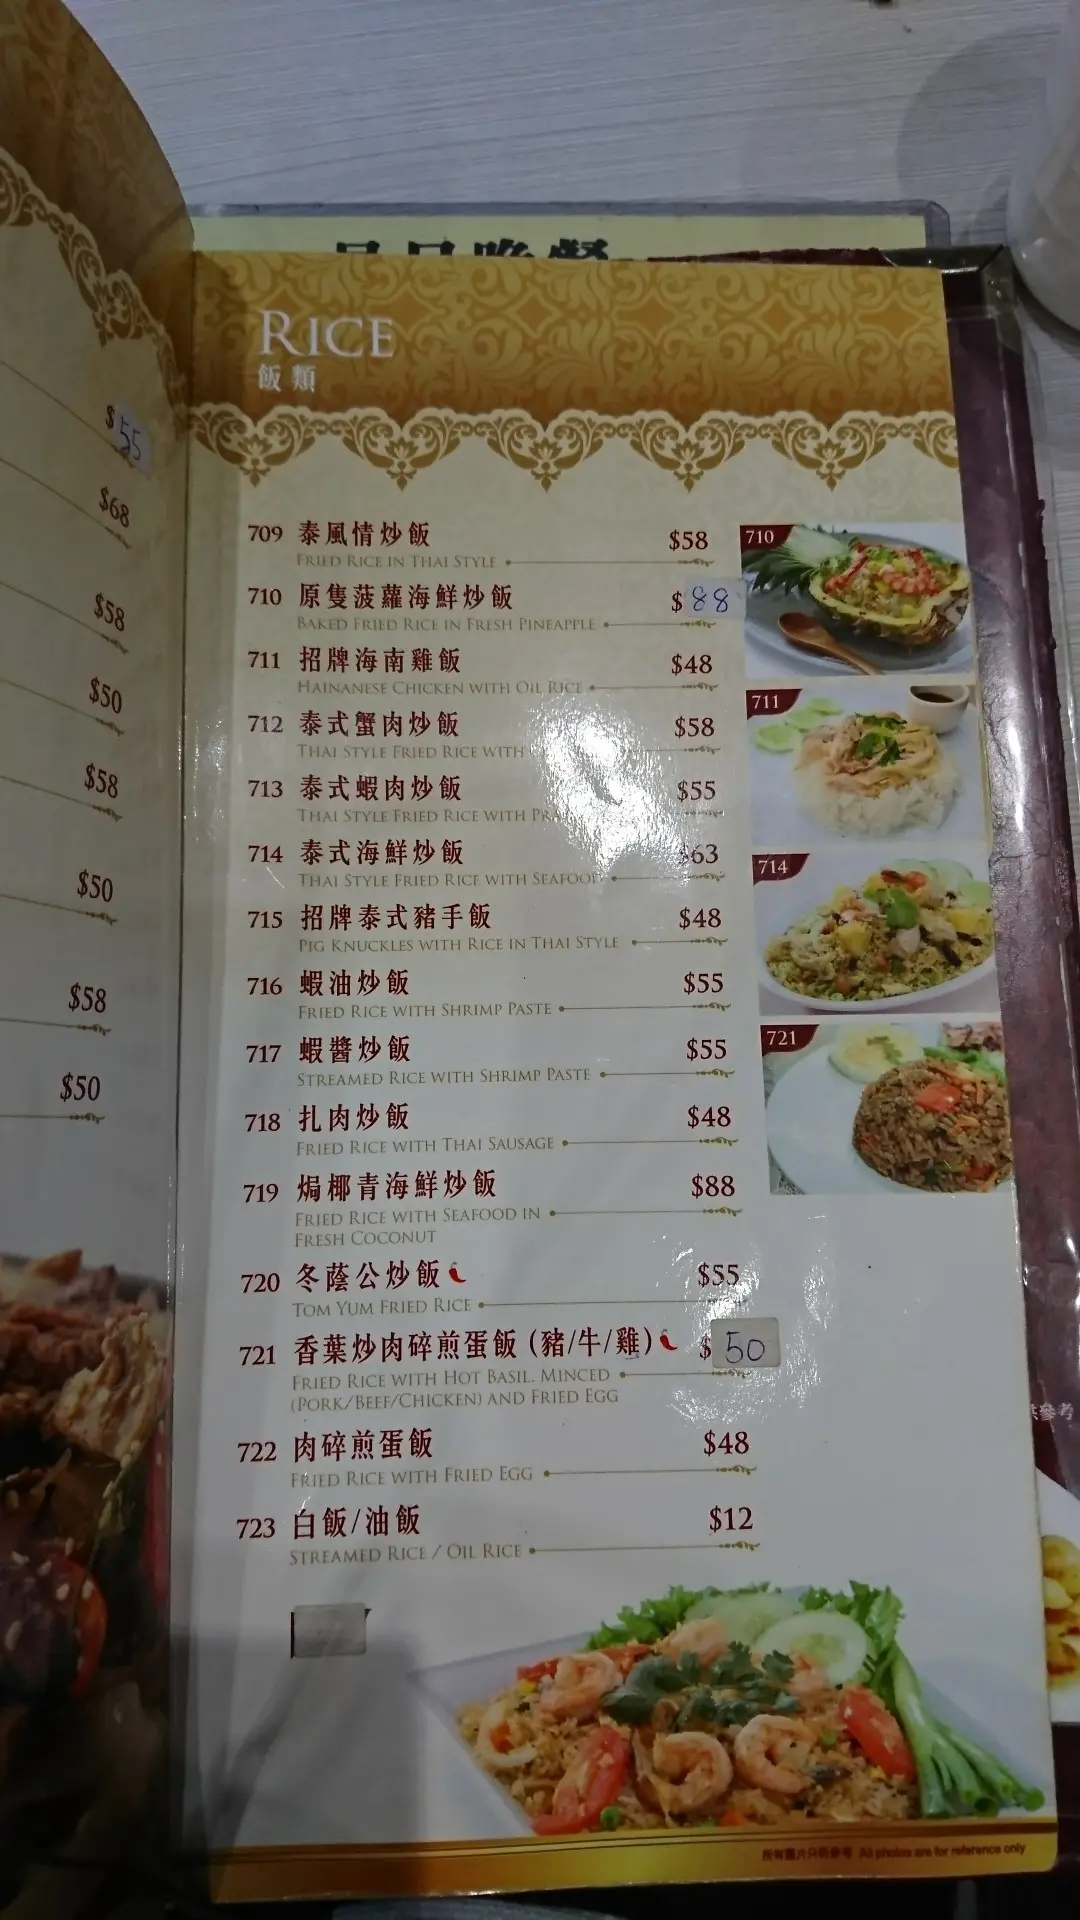 $55
$68
$58
$50
$58
$50
$58
$50
RICE
飯類
709 泰風情炒飯 $58
FRIED RICE IN THAI STYLE
710 原隻菠蘿海鮮炒飯 $88
BAKED FRIED RICE IN FRESH PINEAPPLE
711 招牌海南雞飯 $48
HAINANESE CHICKEN WITH OIL RICE
712 泰式蟹肉炒飯 $58
THAI STYLE FRIED RICE WITH
713 泰式蝦肉炒飯 $55
THAI STYLE FRIED RICE WITH
714 泰式海鮮炒飯 $63
THAI STYLE FRIED RICE WITH SEAFOOD
715 招牌泰式豬手飯 $48
PIG KNUCKLES WITH RICE IN THAI STYLE
716 蝦油炒飯 $55
FRIED RICE WITH SHRIMP PASTE
717 蝦醬炒飯 $55
STREAMED RICE WITH SHRIMP PASTE
718 扎肉炒飯 $48
FRIED RICE WITH THAI SAUSAGE
719 焗椰青海鮮炒飯 $88
FRIED RICE WITH SEAFOOD IN
FRESH COCONUT
720 冬蔭公炒飯 $55
TOM YUM FRIED RICE
721 香葉炒肉碎煎蛋飯 (豬/牛/雞) $50
FRIED RICE WITH HOT BASIL, MINCED
(PORK/BEEF/CHICKEN) AND FRIED EGG
722 肉碎煎蛋飯 $48
FRIED RICE WITH FRIED EGG
723 白飯/油飯 $12
STREAMED RICE / OIL RICE
710
711
714
721
參考
所有圖片只供參考 All photos are for reference only